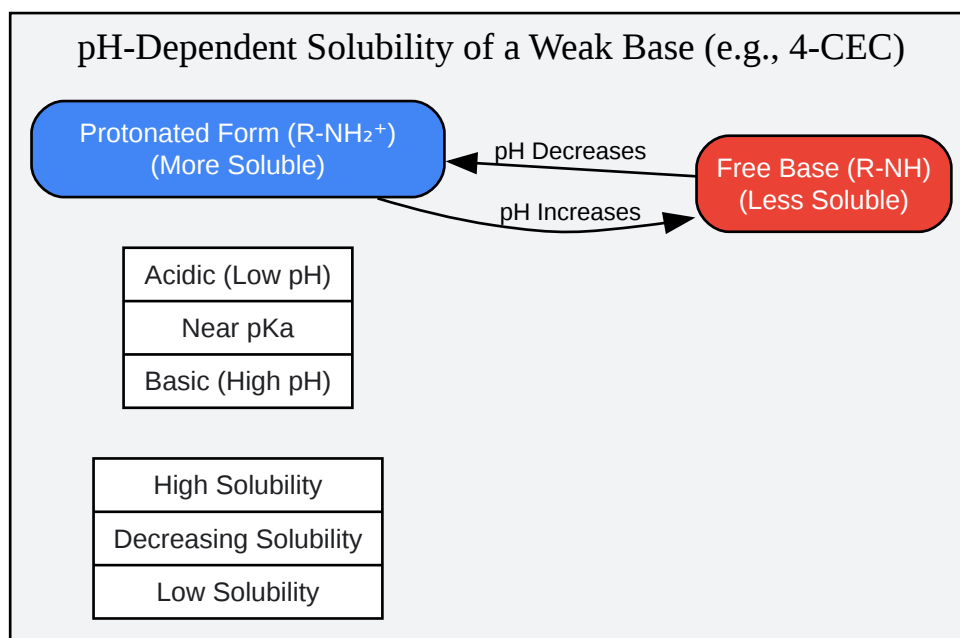 pH-Dependent Solubility of a Weak Base (e.g., 4-CEC)
Protonated Form (R-NH₂⁺)
(More Soluble)
pH Decreases
pH Increases
Free Base (R-NH)
(Less Soluble)
Acidic (Low pH)
Near pKa
Basic (High pH)
High Solubility
Decreasing Solubility
Low Solubility